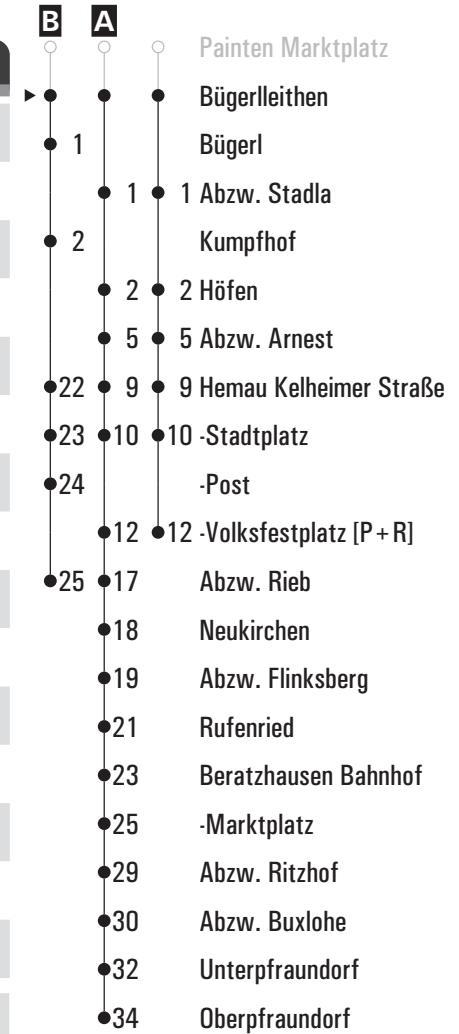 B A
Painten Marktplatz
Bügerlleithen
1 Bügerl
1 1 Abzw. Stadla
2 Kumpfhof
2 2 Höfen
5 5 Abzw. Arnest
22 9 9 Hemau Kelheimer Straße
23 10 10 -Stadtplatz
24 -Post
12 12 -Volksfestplatz [P+R]
25 17 Abzw. Rieb
18 Neukirchen
19 Abzw. Flinksberg
21 Rufenried
23 Beratzhausen Bahnhof
25 -Marktplatz
29 Abzw. Ritzhof
30 Abzw. Buxlohe
32 Unterpfraundorf
34 Oberpfraundorf